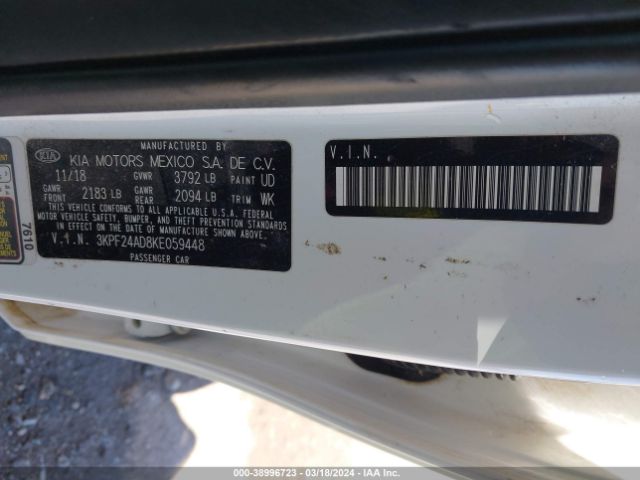 MANUFACTURED BY
KIA KIA MOTORS MEXICO S.A. DE C.V.
11/18 GVWR 3792 LB PAINT UD
GAWR FRONT 2183 LB GAWR REAR 2094 LB TRIM WK
THIS VEHICLE CONFORMS TO ALL APPLICABLE U.S.A. FEDERAL
MOTOR VEHICLE SAFETY, BUMPER, AND THEFT PREVENTION STANDARDS
IN EFFECT ON THE DATE OF MANUFACTURE SHOWN ABOVE.
V.I.N. 3KPF24AD8KE059448
PASSENGER CAR
V.I.N.
7610
000-38996723 - 03/18/2024 - IAA Inc.